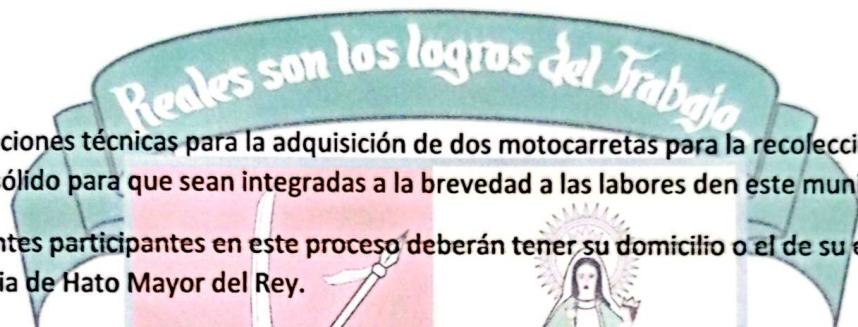 Reales son los logros del Trabajo
ciones técnicas para la adquisición de dos motocarretas para la recolecci
ólido para que sean integradas a la brevedad a las labores den este muni
ntes participantes en este proceso deberán tener su domicilio o el de su e
ia de Hato Mayor del Rey.